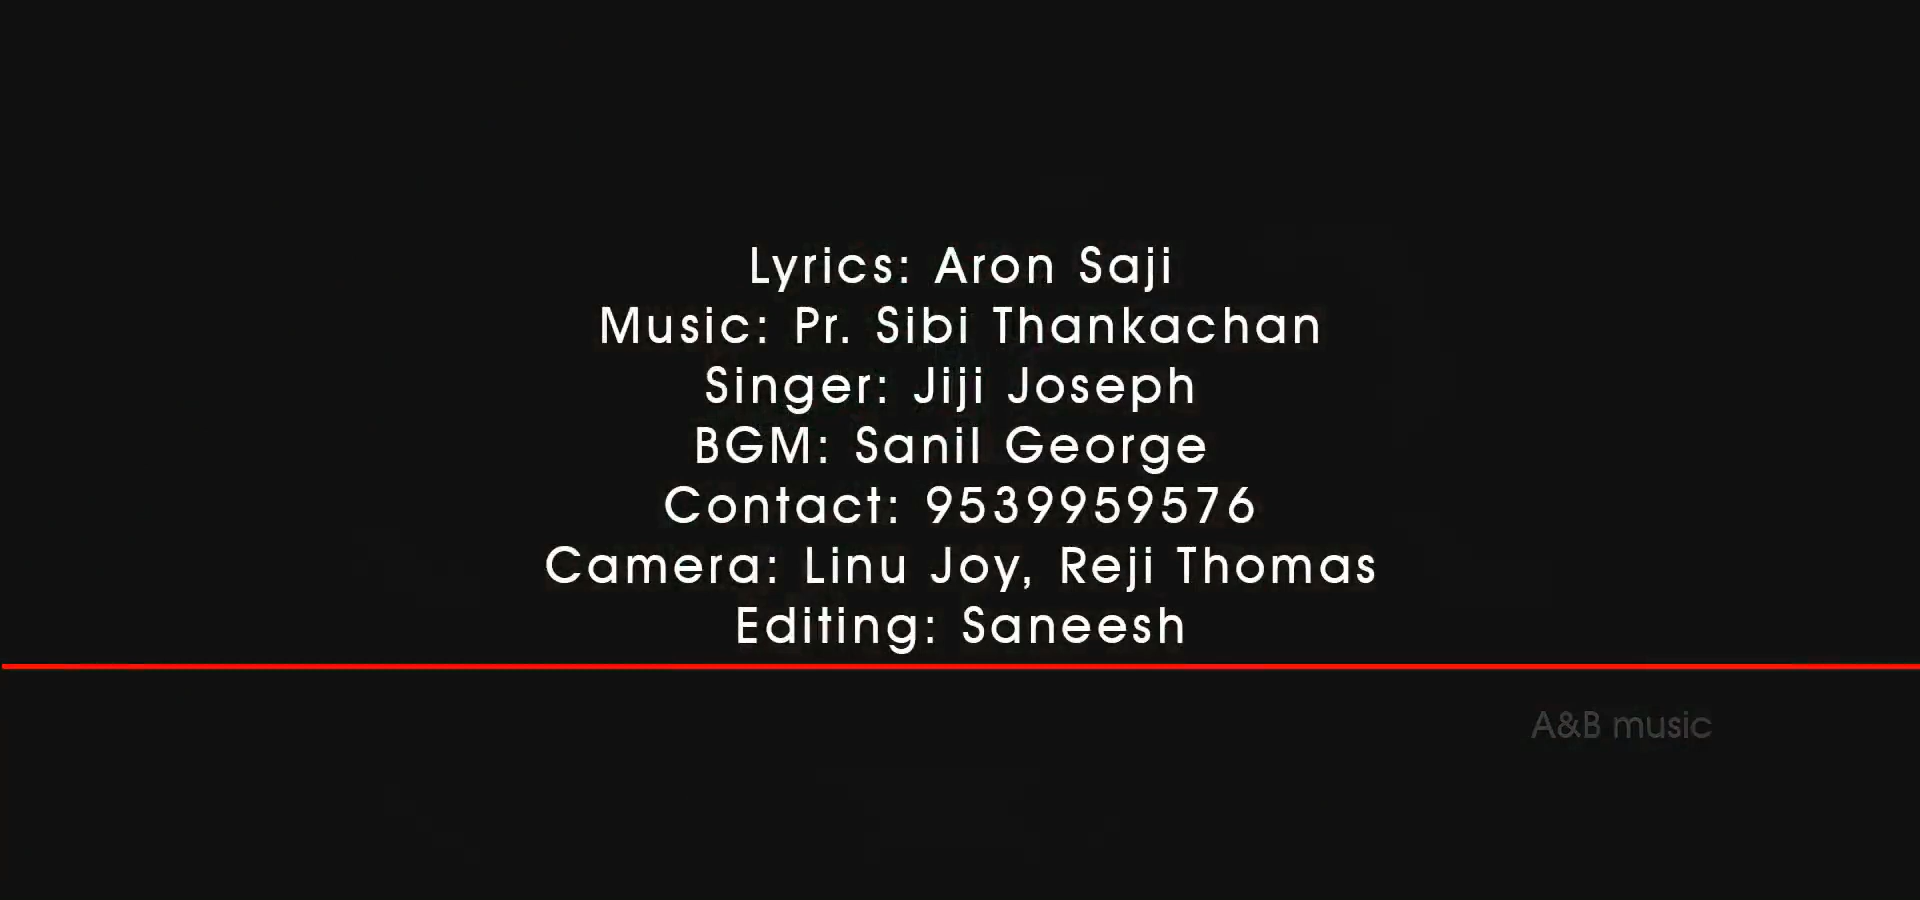 Lyrics: Aron Saji
Music: Pr. Sibi Thankachan
Singer: Jiji Joseph
BGM: Sanil George
Contact: 9539959576
Camera: Linu Joy, Reji Thomas
Editing: Saneesh
A&B music